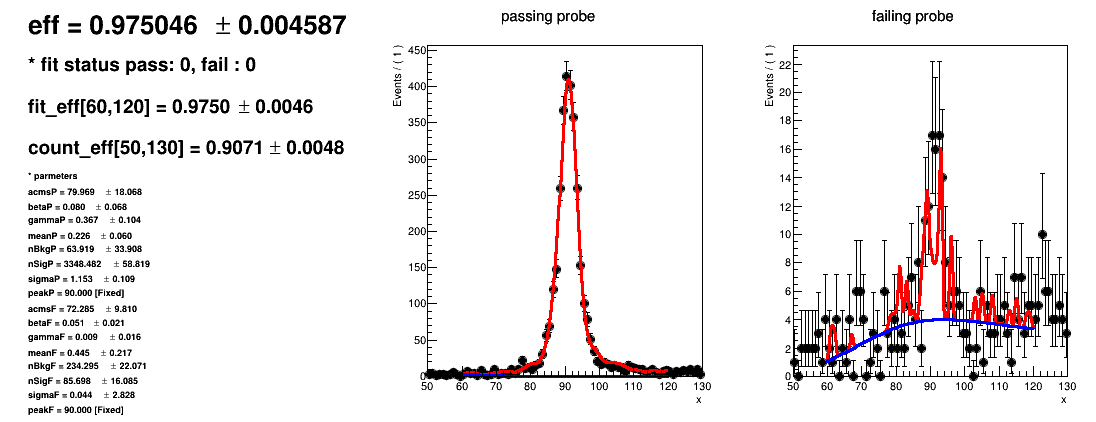 eff = 0.975046 ± 0.004587
* fit status pass: 0, fail : 0
fit_eff[60,120] = 0.9750 ± 0.0046
count_eff[50,130] = 0.9071 ± 0.0048
* parmeters
acmsP = 79.969 ± 18.068
betaP = 0.080 ± 0.068
gammaP = 0.367 ± 0.104
meanP = 0.226 ± 0.060
nBkgP = 63.919 ± 33.908
nSigP = 3348.482 ± 58.819
sigmaP = 1.153 ± 0.109
peakP = 90.000 [Fixed]
acmsF = 72.285 ± 9.810
betaF = 0.051 ± 0.021
gammaF = 0.009 ± 0.016
meanF = 0.445 ± 0.217
nBkgF = 234.295 ± 22.071
nSigF = 85.698 ± 16.085
sigmaF = 0.044 ± 2.828
peakF = 90.000 [Fixed]
passing probe
Events / ( 1 )
450
400
350
300
250
200
150
100
50
0
50 60 70 80 90 100 110 120 130
x
failing probe
Events / ( 1 )
22
20
18
16
14
12
10
8
6
4
2
0
50 60 70 80 90 100 110 120 130
x